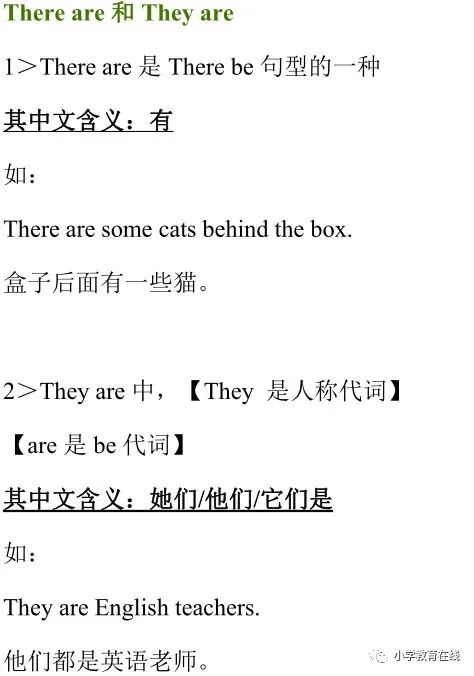 There are 和 They are
1＞There are 是 There be 句型的一种
其中文含义：有
如：
There are some cats behind the box.
盒子后面有一些猫。
2＞They are 中，【They 是人称代词】
【are 是 be 代词】
其中文含义：她们/他们/它们是
如：
They are English teachers.
他们都是英语老师。
小学教育在线